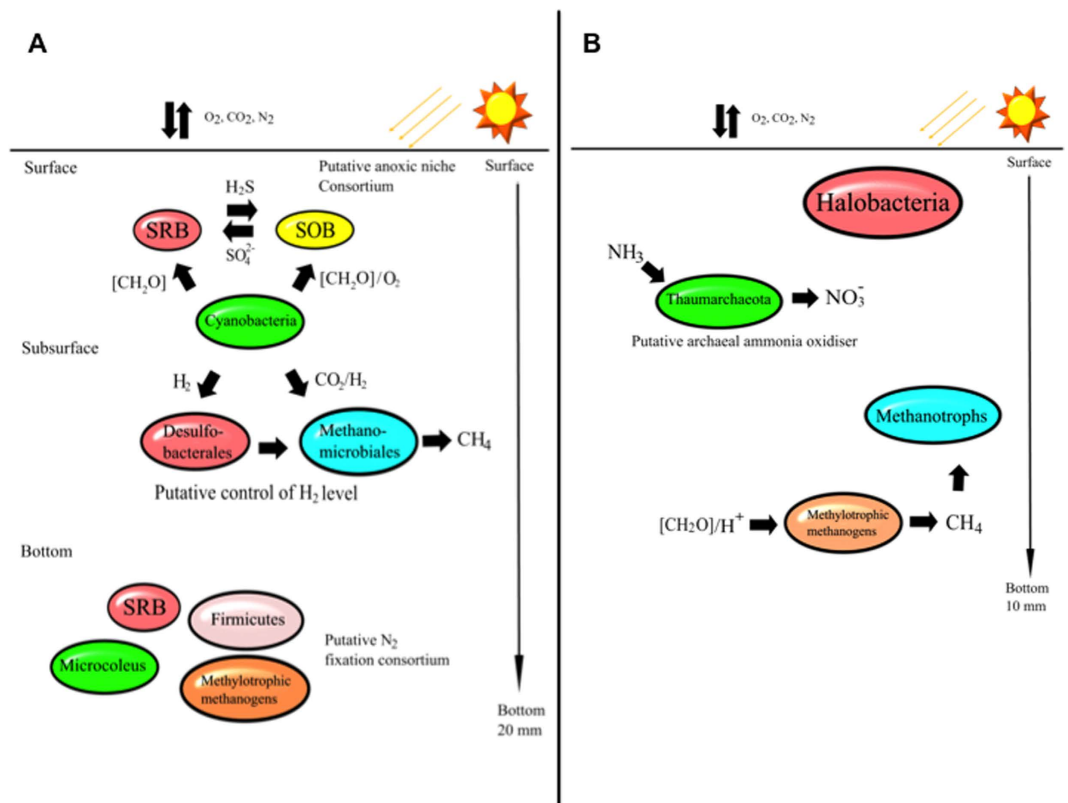 A
O2, CO2, N2
Surface
Putative anoxic niche
Consortium
Surface
H2S
SRB
SOB
SO4 2-
[CH2O]
[CH2O]/O2
Cyanobacteria
Subsurface
H2
CO2/H2
Desulfo-
bacterales
Methano-
microbiales
CH4
Putative control of H2 level
Bottom
SRB
Firmicutes
Microcoleus
Methylotrophic
methanogens
Putative N2
fixation consortium
Bottom
20 mm
B
O2, CO2, N2
Surface
Halobacteria
NH3
Thaumarchaeota
NO3-
Putative archaeal ammonia oxidiser
Methanotrophs
[CH2O]/H+
Methylotrophic
methanogens
CH4
Bottom
10 mm